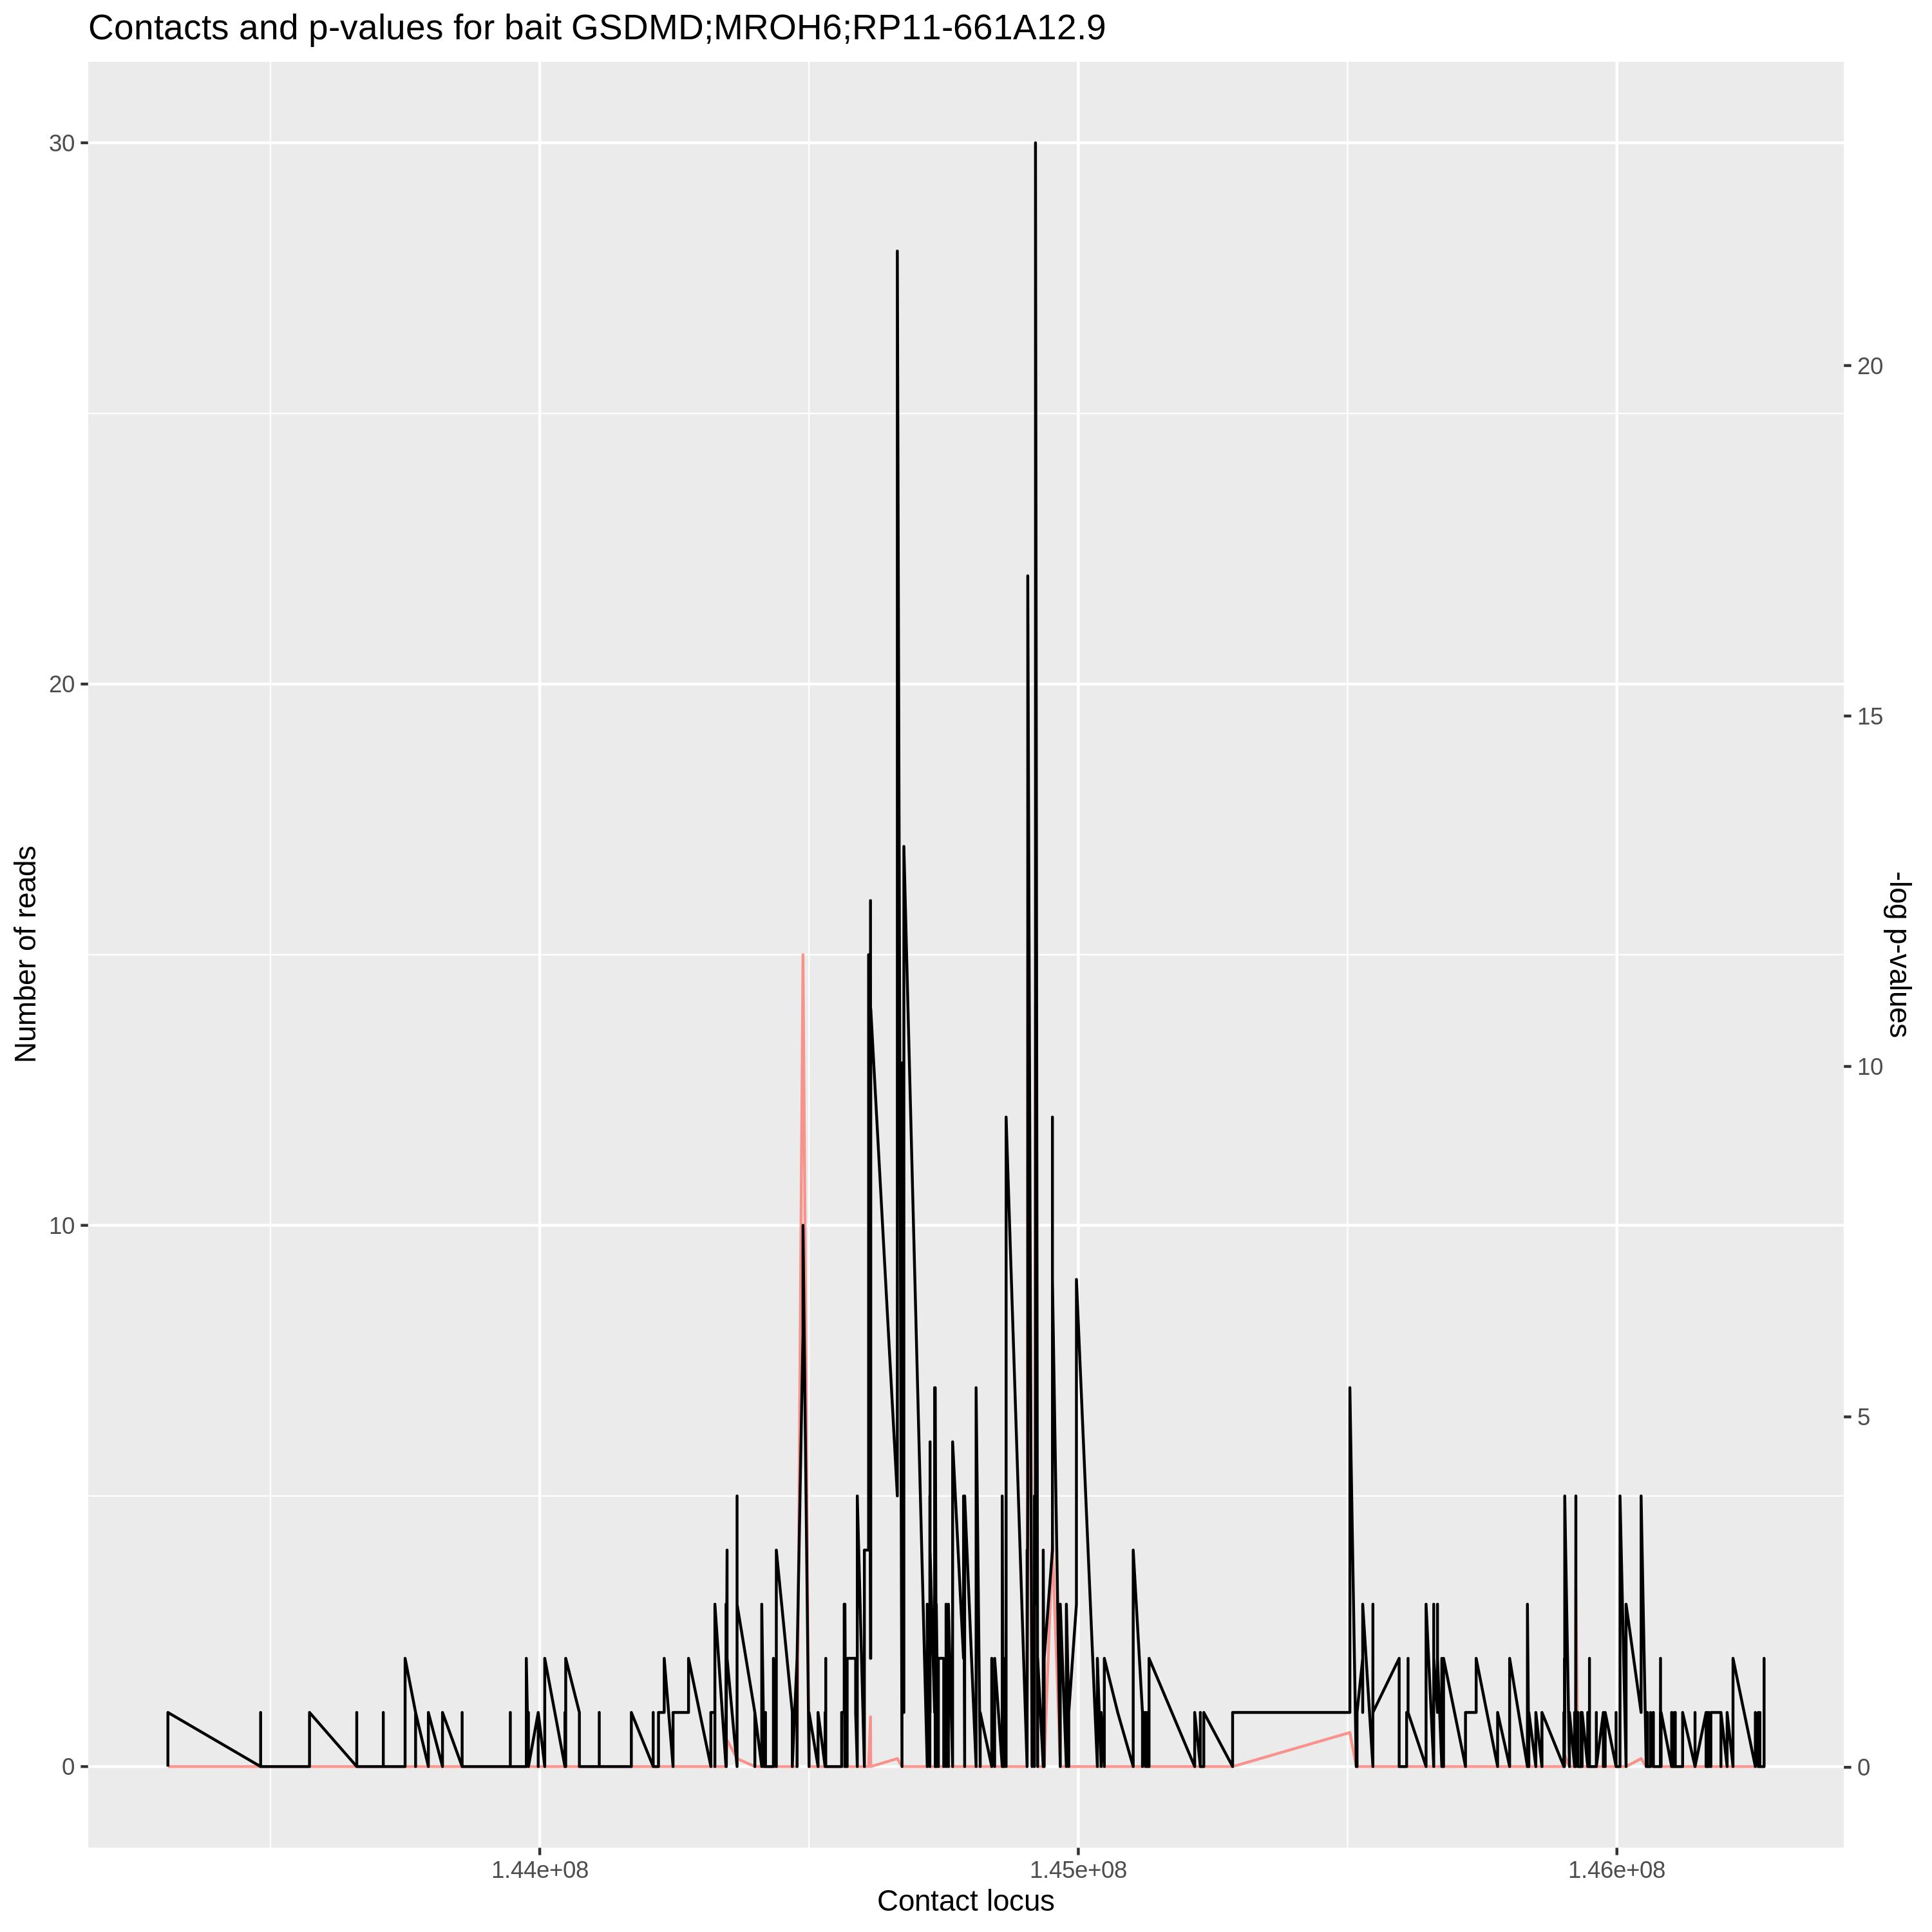 Contacts and p-values for bait GSDMD;MROH6;RP11-661A12.9
30
20
10
0
Number of reads
20
15
10
5
0
-log p-values
1.44e+08
1.45e+08
1.46e+08
Contact locus